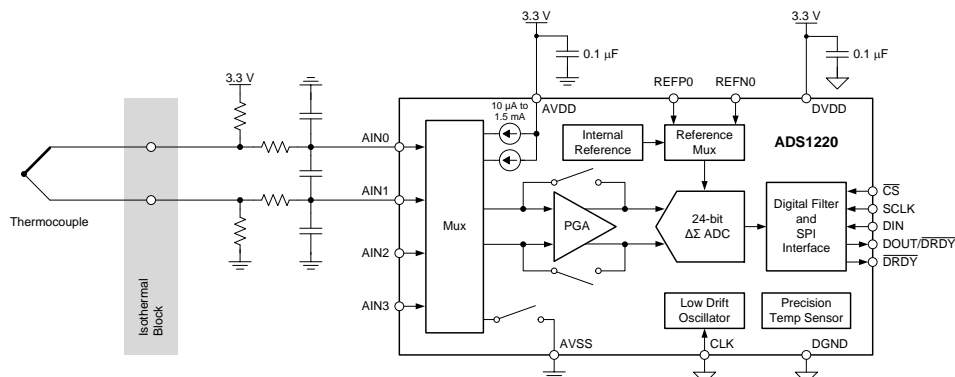 3.3 V
0.1 μF
3.3 V
0.1 μF
3.3 V
Thermocouple
Isothermal
Block
AIN0
AIN1
AIN2
AIN3
10 μA to
1.5 mA
AVDD
REFP0
REFN0
DVDD
Internal
Reference
Reference
Mux
ADS1220
Mux
PGA
24-bit
ΔΣ ADC
Digital Filter
and
SPI
Interface
CS
SCLK
DIN
DOUT/DRDY
DRDY
Low Drift
Oscillator
Precision
Temp Sensor
AVSS
CLK
DGND